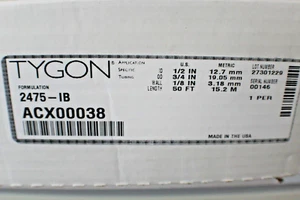 TYGON® APPLICATION SPECIFIC TUBING
U.S. METRIC
ID 1/2 IN 12.7 mm
OD 3/4 IN 19.05 mm
WALL 1/8 IN 3.18 mm
LENGTH 50 FT 15.2 M
LOT NUMBER
27301229
SERIAL NUMBER
00146
1 PER
FORMULATION
2475-IB
ACX00038
MADE IN THE USA